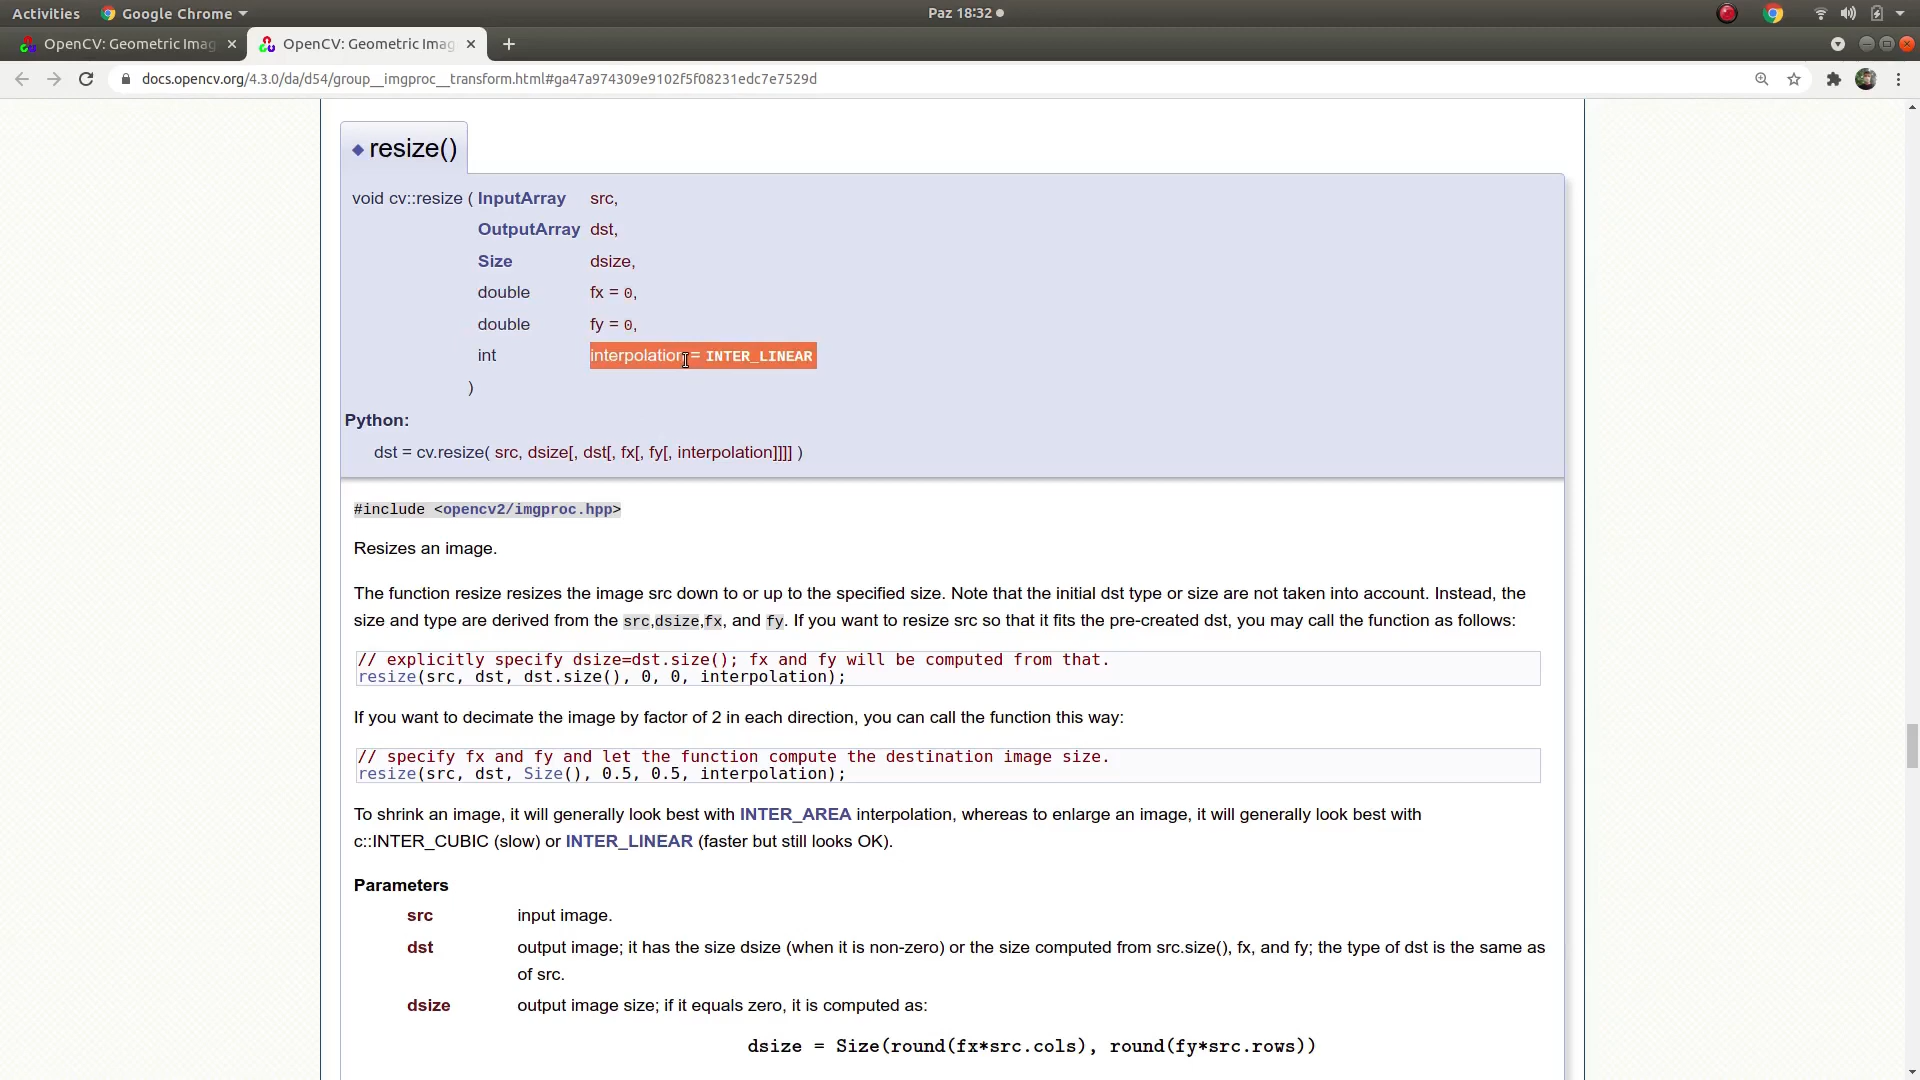 Activities Google Chrome Paz 18:32
OpenCV: Geometric Imag OpenCV: Geometric Imag
docs.opencv.org/4.3.0/da/d54/group__imgproc__transform.html#ga47a974309e9102f5f08231edc7e7529d
◆ resize()
void cv::resize ( InputArray src,
OutputArray dst,
Size dsize,
double fx = 0,
double fy = 0,
int interpolation = INTER_LINEAR
)
Python:
dst = cv.resize( src, dsize[, dst[, fx[, fy[, interpolation]]]] )
#include <opencv2/imgproc.hpp>
Resizes an image.
The function resize resizes the image src down to or up to the specified size. Note that the initial dst type or size are not taken into account. Instead, the
size and type are derived from the src,dsize,fx, and fy. If you want to resize src so that it fits the pre-created dst, you may call the function as follows:
// explicitly specify dsize=dst.size(); fx and fy will be computed from that.
resize(src, dst, dst.size(), 0, 0, interpolation);
If you want to decimate the image by factor of 2 in each direction, you can call the function this way:
// specify fx and fy and let the function compute the destination image size.
resize(src, dst, Size(), 0.5, 0.5, interpolation);
To shrink an image, it will generally look best with INTER_AREA interpolation, whereas to enlarge an image, it will generally look best with
c::INTER_CUBIC (slow) or INTER_LINEAR (faster but still looks OK).
Parameters
src input image.
dst output image; it has the size dsize (when it is non-zero) or the size computed from src.size(), fx, and fy; the type of dst is the same as
of src.
dsize output image size; if it equals zero, it is computed as:
dsize = Size(round(fx*src.cols), round(fy*src.rows))